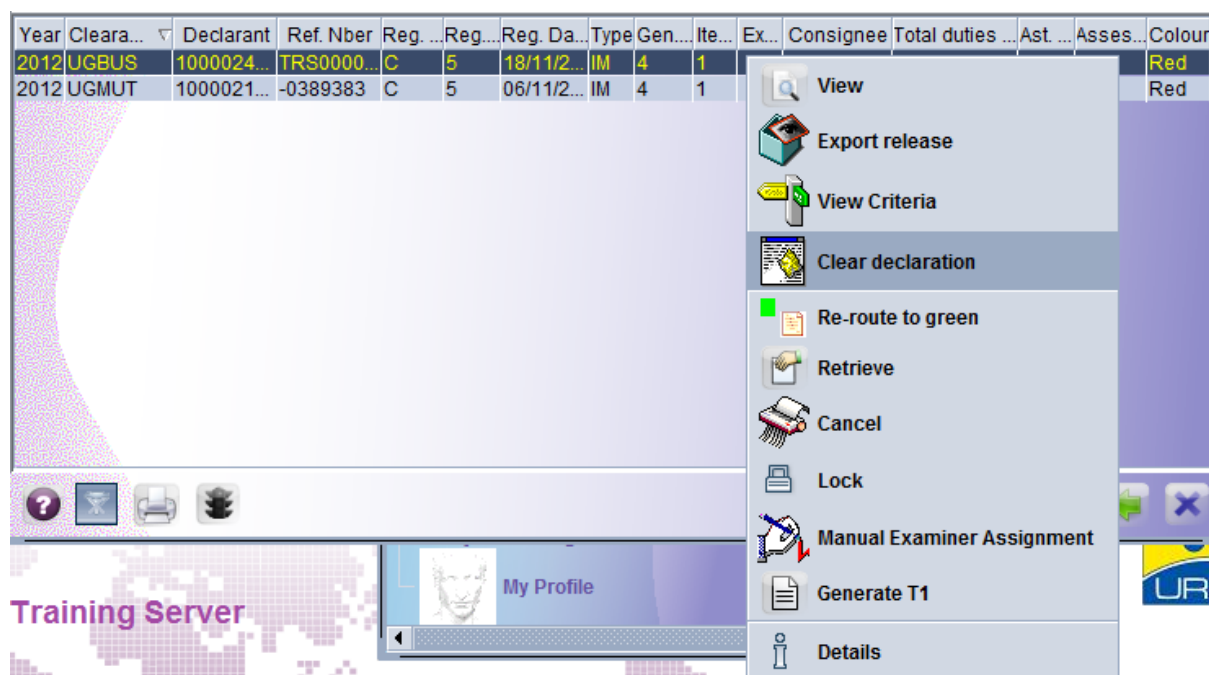 Year Cleara... Declarant Ref. Nber Reg. ... Reg.... Reg. Da... Type Gen.... Ite... Ex... Consignee Total duties ... Ast. ... Asses... Colour
2012 UGBUS 1000024... TRS0000... C 5 18/11/2... IM 4 1 Red
2012 UGMUT 1000021... -0389383 C 5 06/11/2... IM 4 1 Red
View
Export release
View Criteria
Clear declaration
Re-route to green
Retrieve
Cancel
Lock
Manual Examiner Assignment
Generate T1
Details
My Profile
Training Server
UR